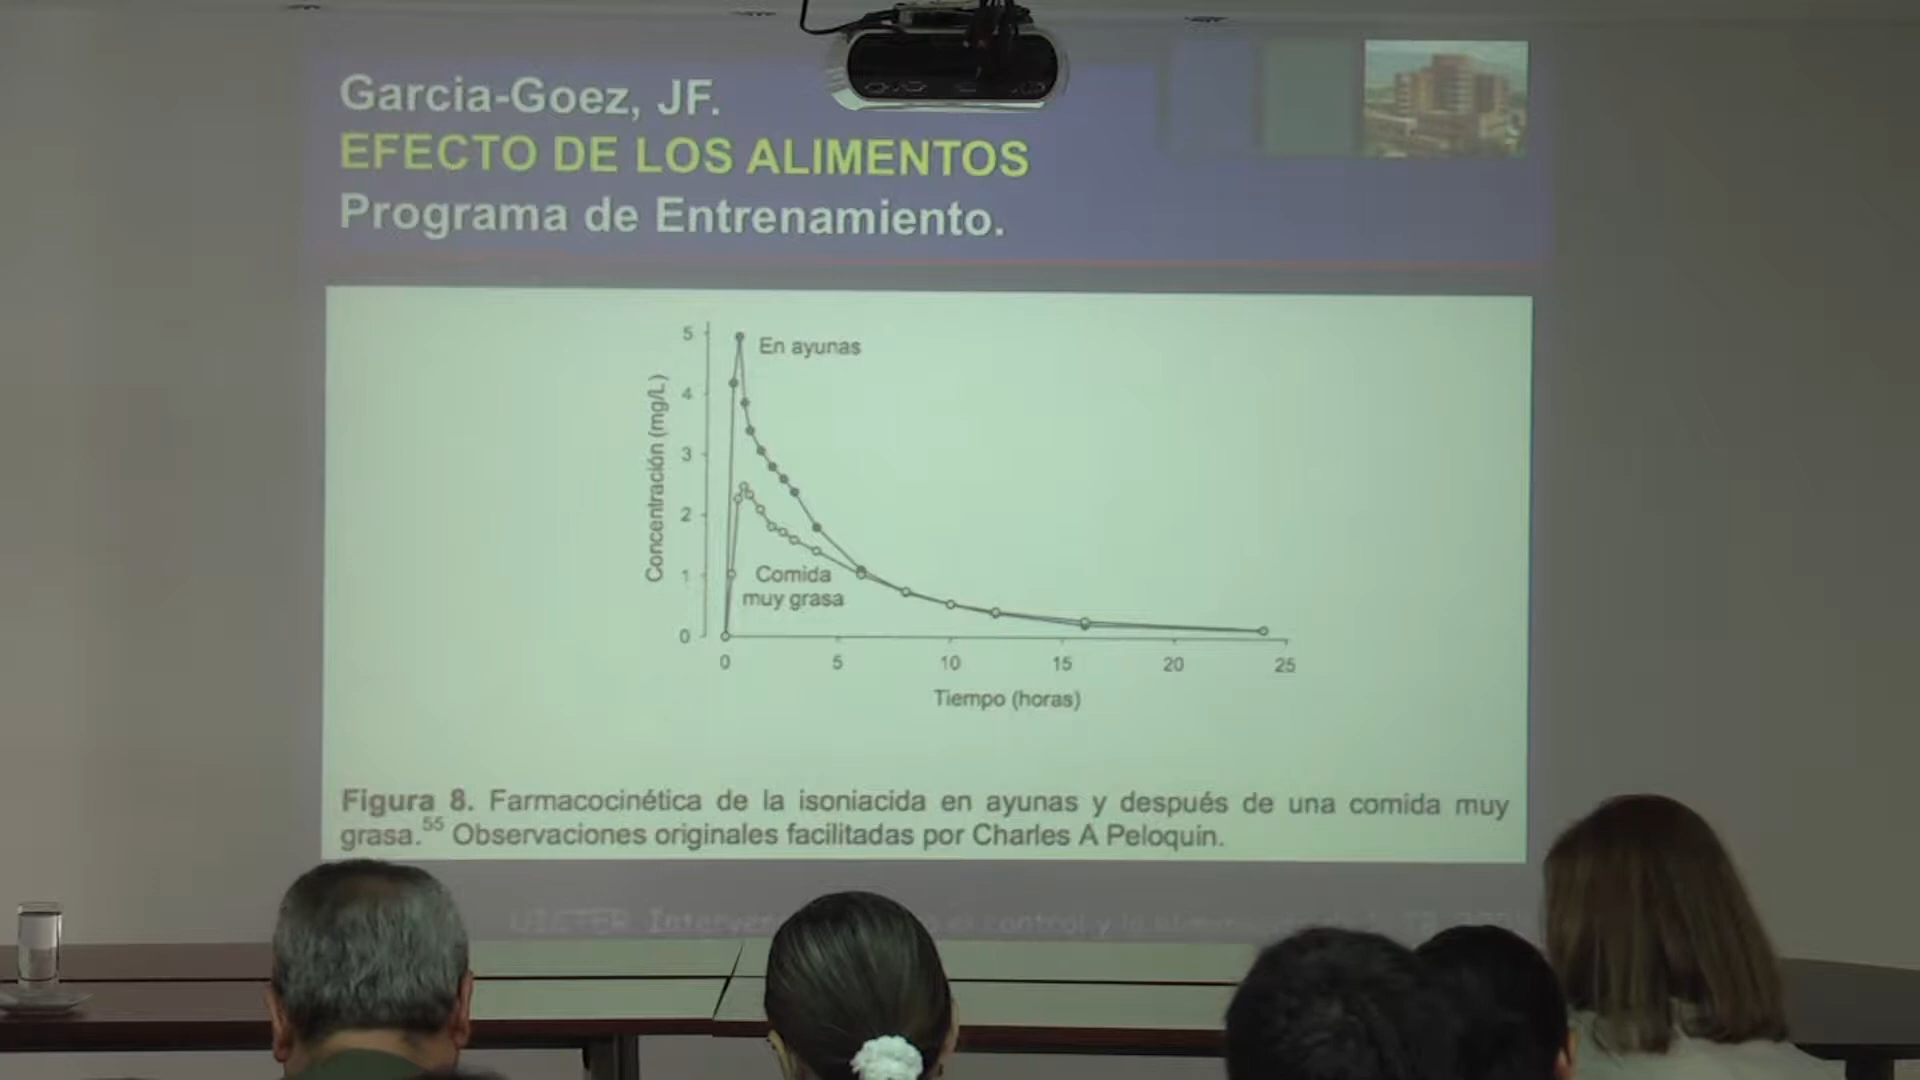 Garcia-Goez, JF.
EFECTO DE LOS ALIMENTOS
Programa de Entrenamiento.
5
4
3
2
1
0
Concentración (mg/L)
En ayunas
Comida
muy grasa
0 5 10 15 20 25
Tiempo (horas)
Figura 8. Farmacocinética de la isoniacida en ayunas y después de una comida muy
grasa.55 Observaciones originales facilitadas por Charles A Peloquin.
control y la